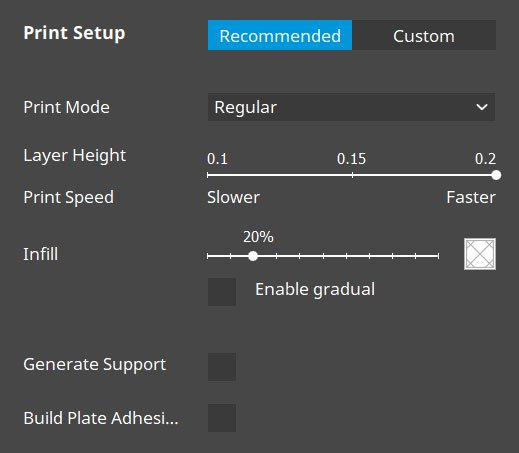 Print Setup Recommended Custom
Print Mode Regular
Layer Height 0.1 0.15 0.2
Print Speed Slower Faster
20%
Infill
Enable gradual
Generate Support
Build Plate Adhesi...